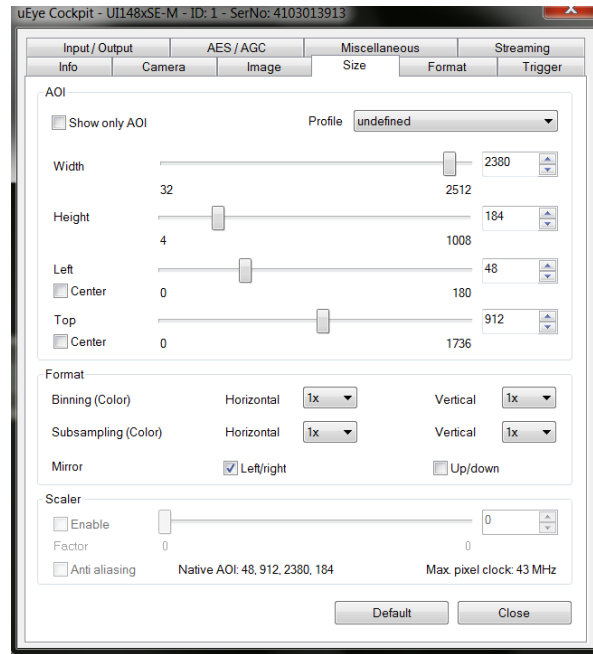 uEye Cockpit - UI148xSE-M - ID: 1 - SerNo: 4103013913
Input / Output AES / AGC Miscellaneous Streaming
Info Camera Image Size Format Trigger
AOI
Show only AOI Profile undefined
Width 2380
32 2512
Height 184
4 1008
Left 48
Center 0 180
Top 912
Center 0 1736
Format
Binning (Color) Horizontal 1x Vertical 1x
Subsampling (Color) Horizontal 1x Vertical 1x
Mirror Left/right Up/down
Scaler
Enable 0
Factor 0 0
Anti aliasing Native AOI: 48, 912, 2380, 184 Max. pixel clock: 43 MHz
Default Close